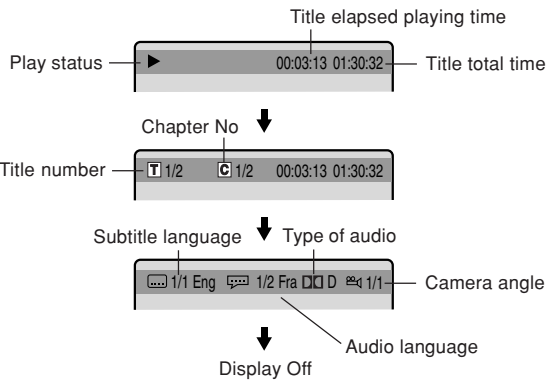 Title elapsed playing time
Play status
00:03:13 01:30:32
Title total time
Chapter No
Title number
T 1/2 C 1/2 00:03:13 01:30:32
Subtitle language
Type of audio
1/1 Eng 1/2 Fra D 1/1
Camera angle
Audio language
Display Off